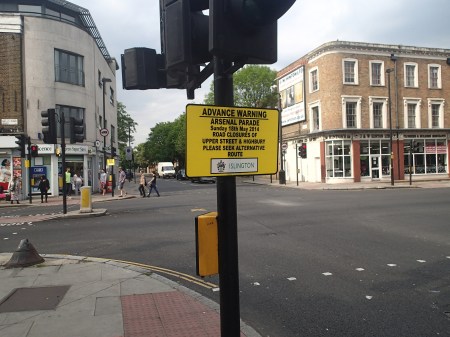 ADVANCE WARNING
ARSENAL PARADE
Sunday 18th May 2014
ROAD CLOSURES OF
UPPER STREET & HIGHBURY
PLEASE SEEK ALTERNATIVE
ROUTE
ISLINGTON